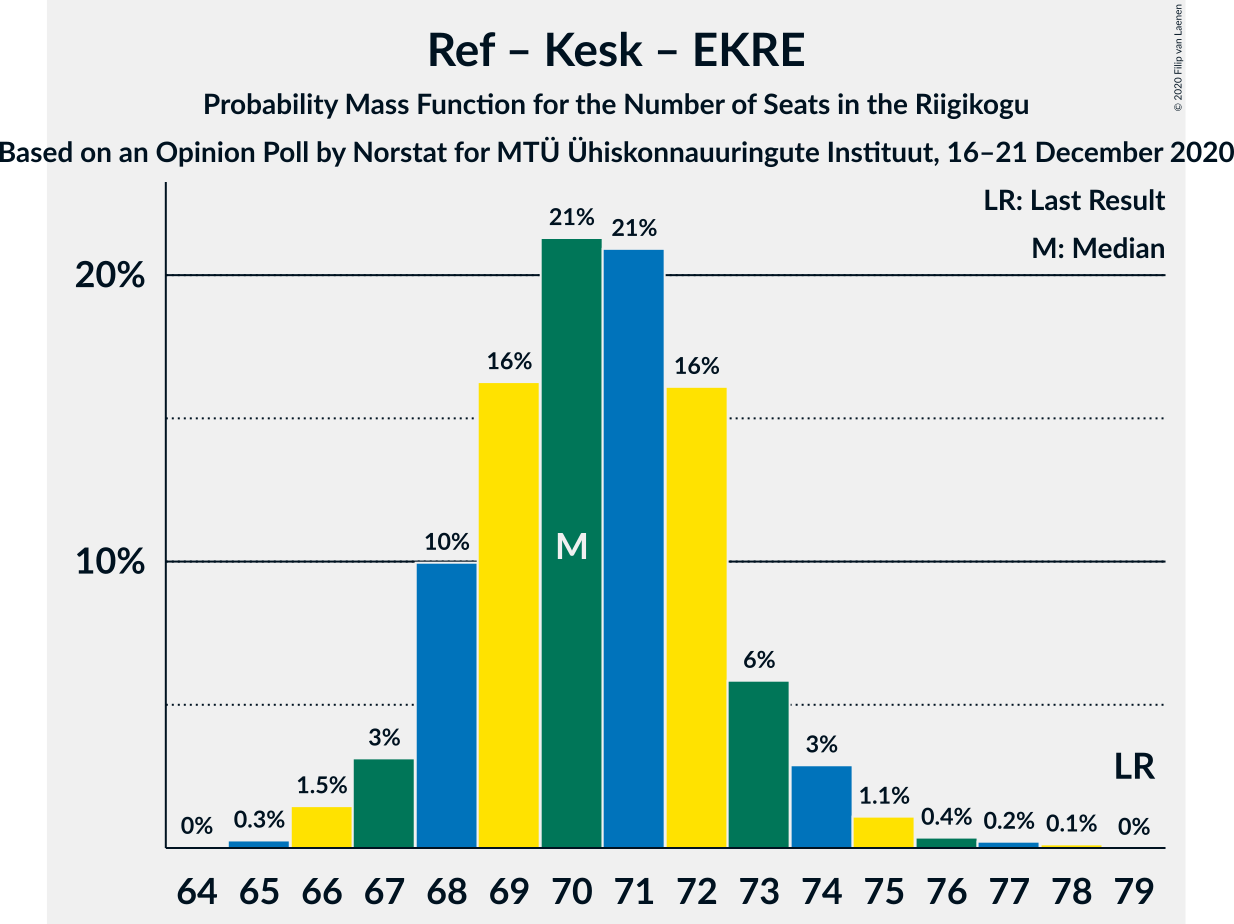 Ref – Kesk – EKRE
Probability Mass Function for the Number of Seats in the Riigikogu
Based on an Opinion Poll by Norstat for MTÜ Ühiskonnauuringute Instituut, 16–21 December 2020
© 2020 Filip van Laenen
LR: Last Result
M: Median
20%
10%
0% 0.3% 1.5% 3% 10% 16% 21% 21% 16% 6% 3% 1.1% 0.4% 0.2% 0.1% 0%
M
LR
64 65 66 67 68 69 70 71 72 73 74 75 76 77 78 79